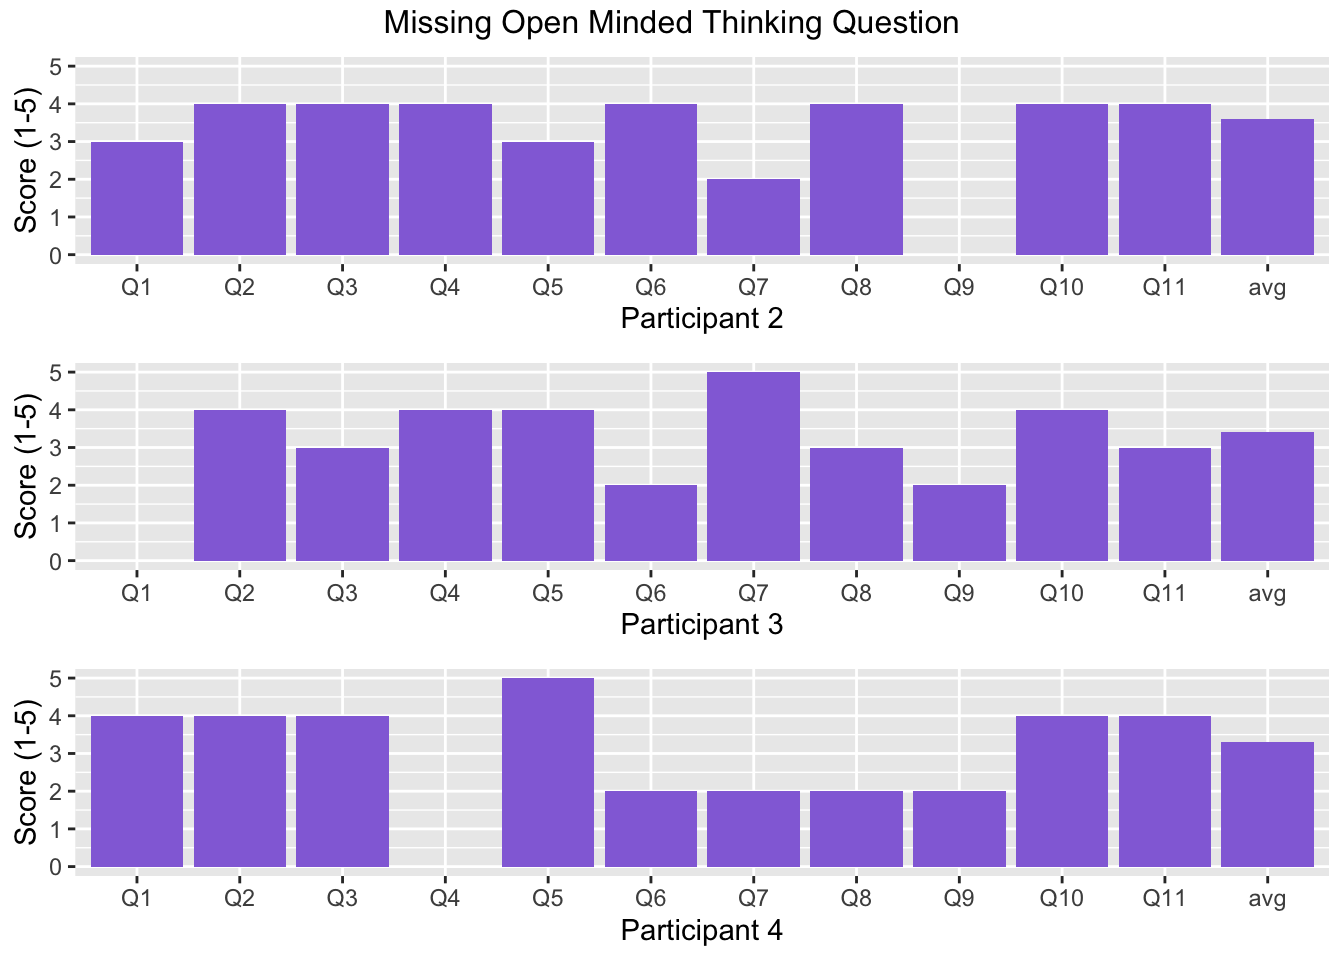 Missing Open Minded Thinking Question
Score (1-5)
5
4
3
2
1
0
Q1 Q2 Q3 Q4 Q5 Q6 Q7 Q8 Q9 Q10 Q11 avg
Participant 2
Score (1-5)
5
4
3
2
1
0
Q1 Q2 Q3 Q4 Q5 Q6 Q7 Q8 Q9 Q10 Q11 avg
Participant 3
Score (1-5)
5
4
3
2
1
0
Q1 Q2 Q3 Q4 Q5 Q6 Q7 Q8 Q9 Q10 Q11 avg
Participant 4